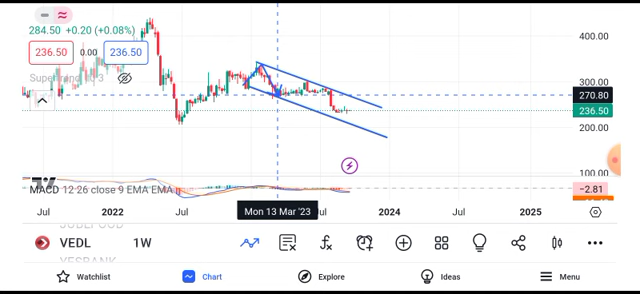 284.50 +0.20 (+0.08%)
236.50 0.00 236.50
400.00
300.00
270.80
236.50
200.00
100.00
MACD 12 26 close 9 EMA EMA
−2.81
Jul 2022 Jul Mon 13 Mar '23 Jul 2024 Jul 2025
VEDL 1W
YESBANK
Watchlist Chart Explore Ideas Menu